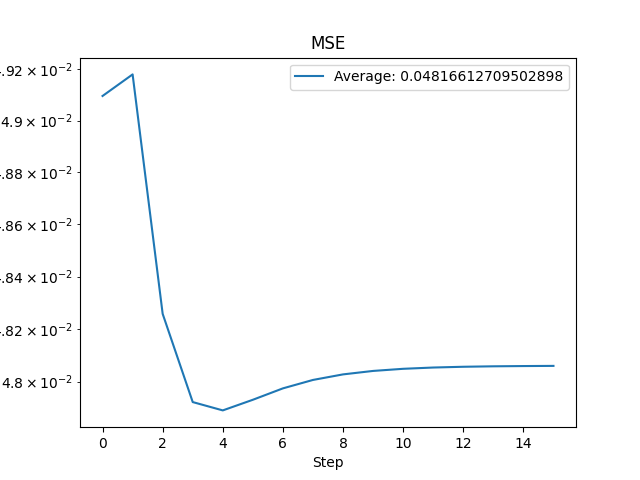 MSE
Average: 0.04816612709502898
.92 × 10⁻²
4.9 × 10⁻²
.88 × 10⁻²
.86 × 10⁻²
.84 × 10⁻²
.82 × 10⁻²
4.8 × 10⁻²
0 2 4 6 8 10 12 14
Step